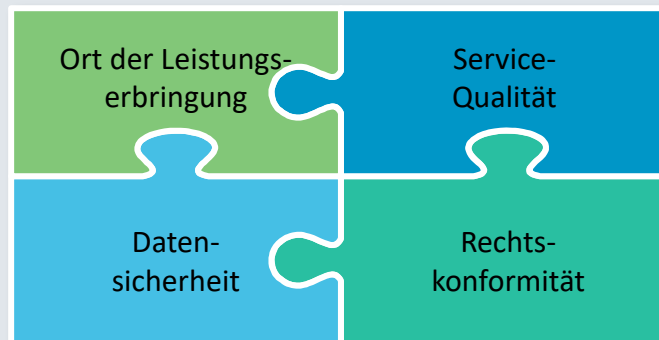 Ort der Leistungs-
erbringung
Service-
Qualität
Daten-
sicherheit
Rechts-
konformität